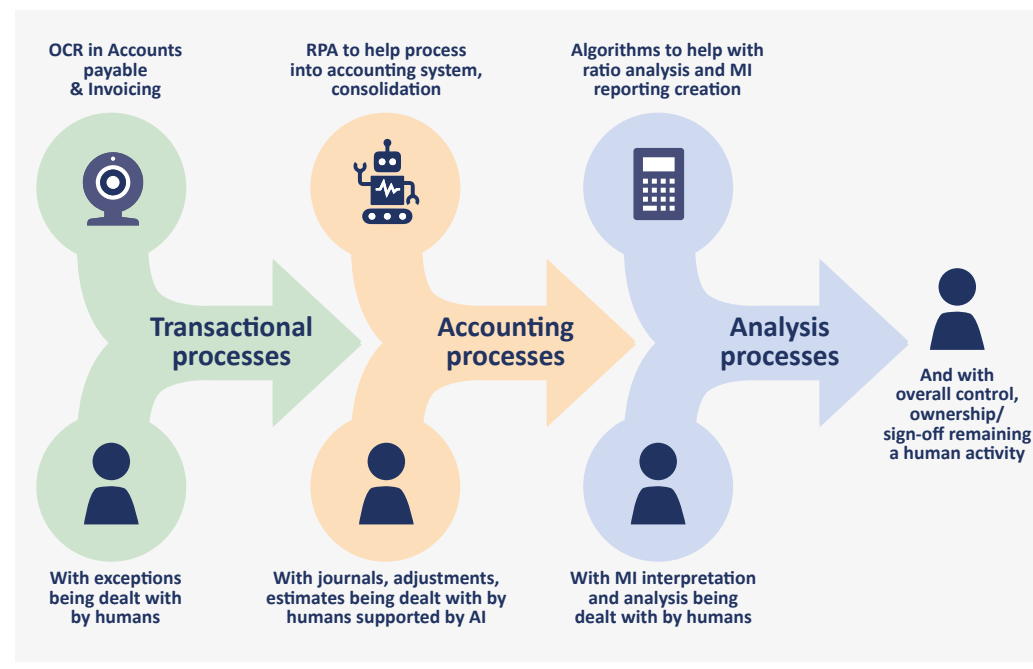 OCR in Accounts
payable
& Invoicing
RPA to help process
into accounting system,
consolidation
Algorithms to help with
ratio analysis and MI
reporting creation
Transactional
processes
Accounting
processes
Analysis
processes
And with
overall control,
ownership/
sign-off remaining
a human activity
With exceptions
being dealt with
by humans
With journals, adjustments,
estimates being dealt with by
humans supported by AI
With MI interpretation
and analysis being
dealt with by humans